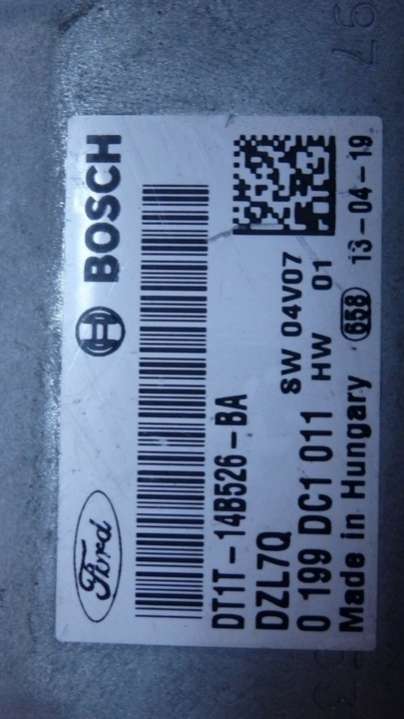 Ford
BOSCH
DT1T-14B526-BA
DZL7Q SW 04V07
0 199 DC1 011 HW 01
Made in Hungary 658 13-04-19